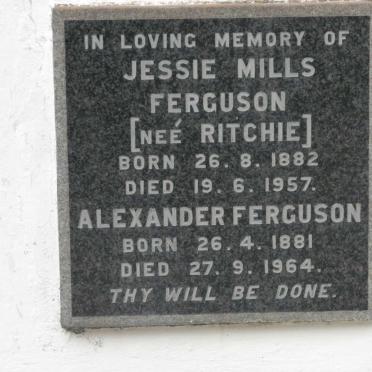 IN LOVING MEMORY OF
JESSIE MILLS
FERGUSON
[NEÉ RITCHIE]
BORN 26.8.1882
DIED 19.6.1957.
ALEXANDER FERGUSON
BORN 26.4.1881
DIED 27.9.1964.
THY WILL BE DONE.